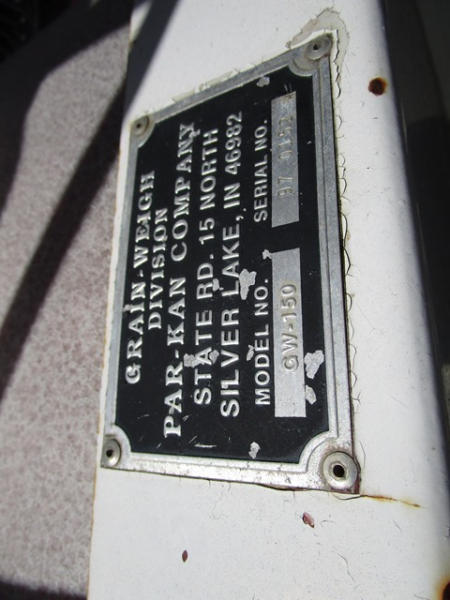 GRAIN-WEIGH
DIVISION
PAR-KAN COMPANY
STATE RD. 15 NORTH
SILVER LAKE, IN 46982
MODEL NO. SERIAL NO.
GW-150